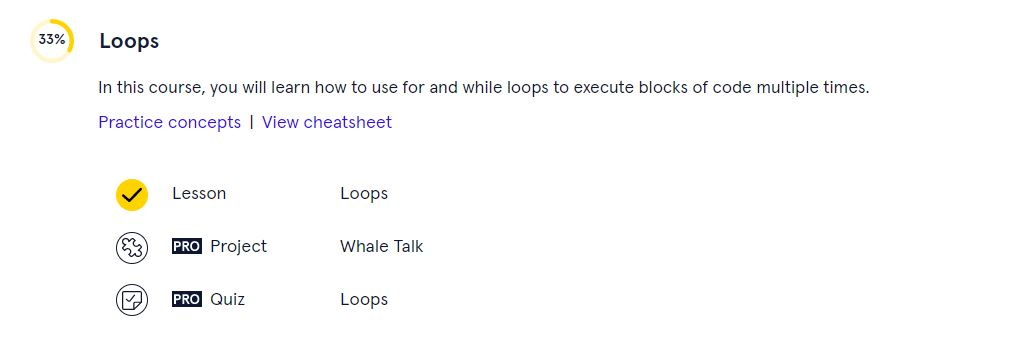 33% Loops
In this course, you will learn how to use for and while loops to execute blocks of code multiple times.
Practice concepts | View cheatsheet
Lesson Loops
PRO Project Whale Talk
PRO Quiz Loops